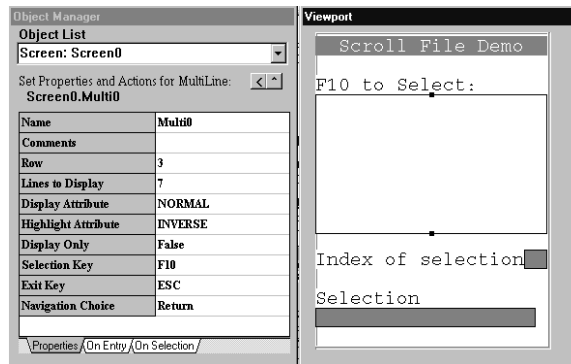 Object Manager
Object List
Screen: Screen0
Set Properties and Actions for MultiLine:
Screen0.Multi0
Name Multi0
Comments
Row 3
Lines to Display 7
Display Attribute NORMAL
Highlight Attribute INVERSE
Display Only False
Selection Key F10
Exit Key ESC
Navigation Choice Return
Properties On Entry On Selection
Viewport
Scroll File Demo
F10 to Select:
Index of selection
Selection